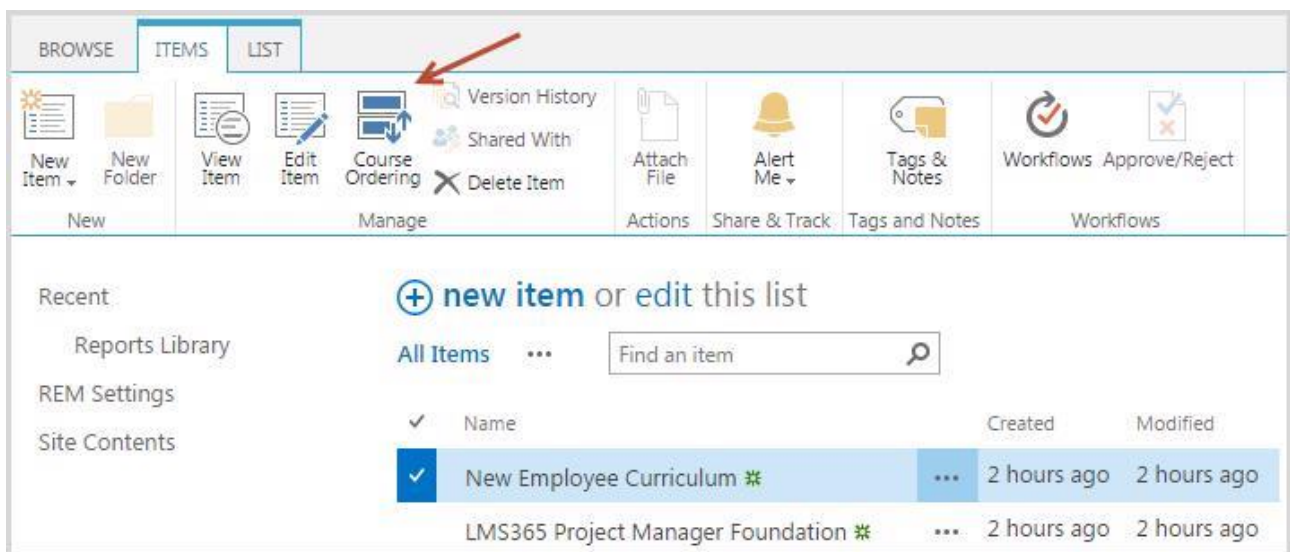 BROWSE ITEMS LIST
New Item
New Folder
View Item
Edit Item
Course Ordering
Version History
Shared With
Delete Item
Attach File
Alert Me
Tags & Notes
Workflows
Approve/Reject
New
Manage
Actions
Share & Track
Tags and Notes
Workflows
Recent
Reports Library
REM Settings
Site Contents
new item or edit this list
All Items ••• Find an item
Name Created Modified
New Employee Curriculum ••• 2 hours ago 2 hours ago
LMS365 Project Manager Foundation ••• 2 hours ago 2 hours ago